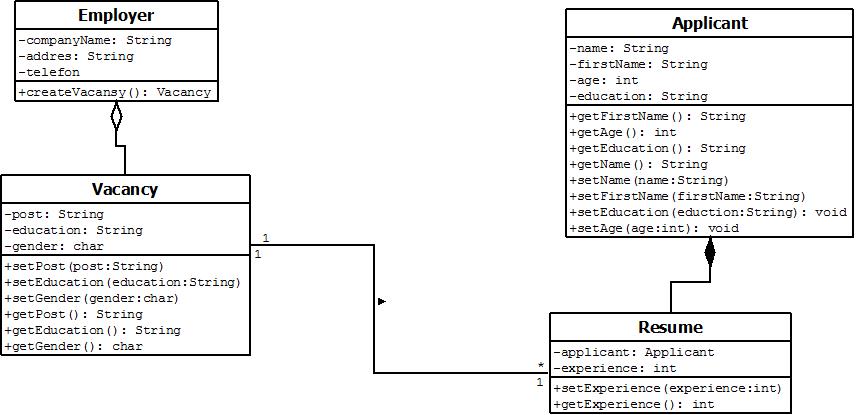 Employer
-companyName: String
-addres: String
-telefon
+createVacansy(): Vacancy
Applicant
-name: String
-firstName: String
-age: int
-education: String
+getFirstName(): String
+getAge(): int
+getEducation(): String
+getName(): String
+setName(name:String)
+setFirstName(firstName:String)
+setEducation(eduction:String): void
+setAge(age:int): void
Vacancy
-post: String
-education: String
-gender: char
+setPost(post:String)
+setEducation(education:String)
+setGender(gender:char)
+getPost(): String
+getEducation(): String
+getGender(): char
1
1
*
1
Resume
-applicant: Applicant
-experience: int
+setExperience(experience:int)
+getExperience(): int